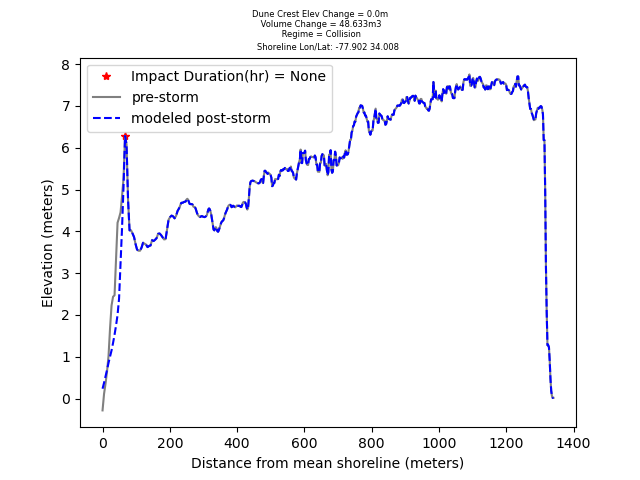 Dune Crest Elev Change = 0.0m
Volume Change = 48.633m3
Regime = Collision
Shoreline Lon/Lat: -77.902 34.008
Impact Duration(hr) = None
pre-storm
modeled post-storm
Elevation (meters)
8
7
6
5
4
3
2
1
0
0 200 400 600 800 1000 1200 1400
Distance from mean shoreline (meters)